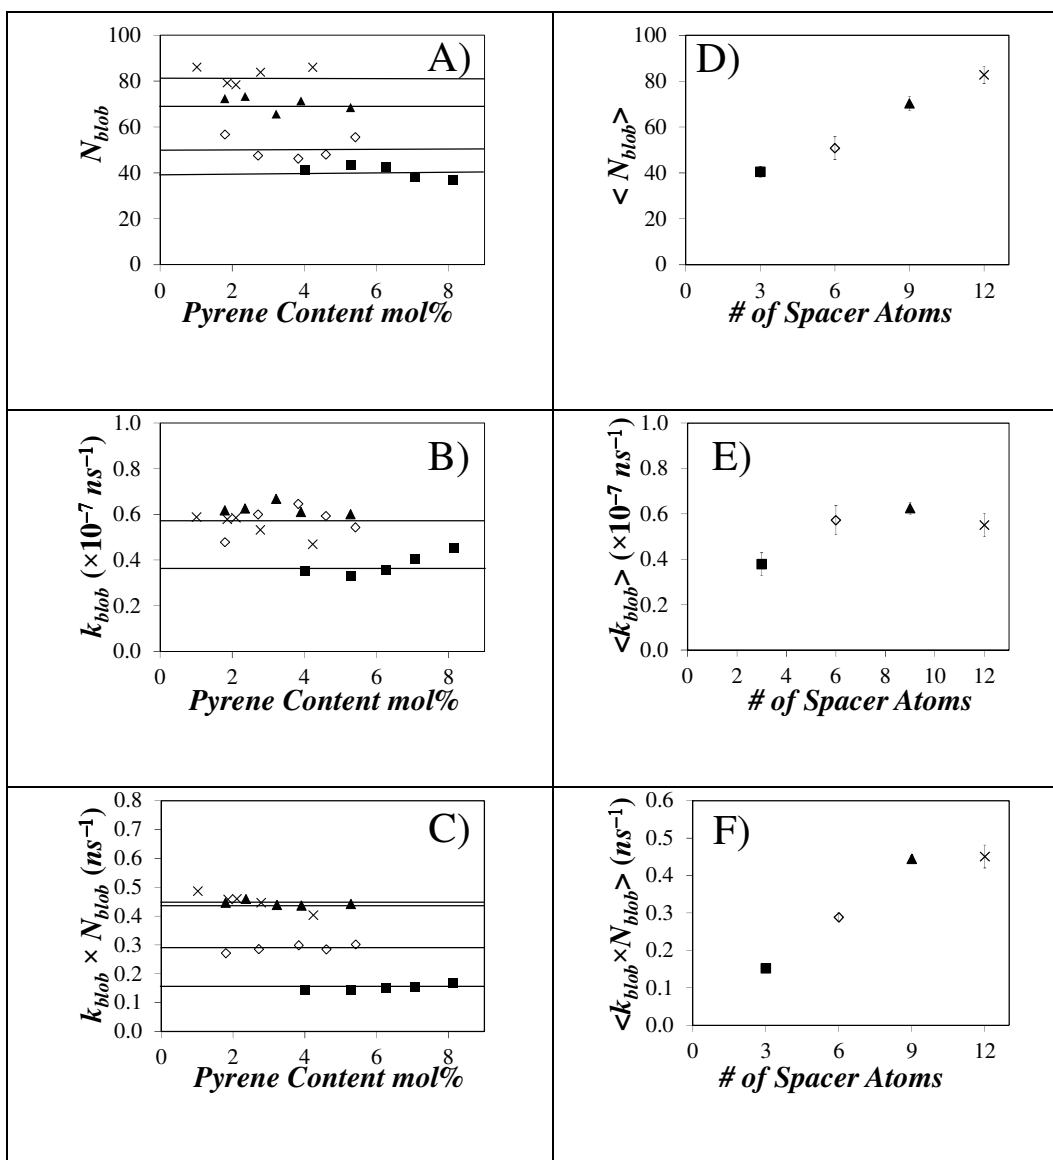 A)
N_blob
100
80
60
40
20
0
0 2 4 6 8
Pyrene Content mol%
D)
< N_blob >
100
80
60
40
20
0
0 3 6 9 12
# of Spacer Atoms
B)
k_blob (×10⁻⁷ ns⁻¹)
1.0
0.8
0.6
0.4
0.2
0.0
0 2 4 6 8
Pyrene Content mol%
E)
<k_blob> (×10⁻⁷ ns⁻¹)
1.0
0.8
0.6
0.4
0.2
0.0
0 2 4 6 8 10 12
# of Spacer Atoms
C)
k_blob × N_blob (ns⁻¹)
0.8
0.7
0.6
0.5
0.4
0.3
0.2
0.1
0.0
0 2 4 6 8
Pyrene Content mol%
F)
<k_blob×N_blob> (ns⁻¹)
0.6
0.5
0.4
0.3
0.2
0.1
0.0
0 3 6 9 12
# of Spacer Atoms